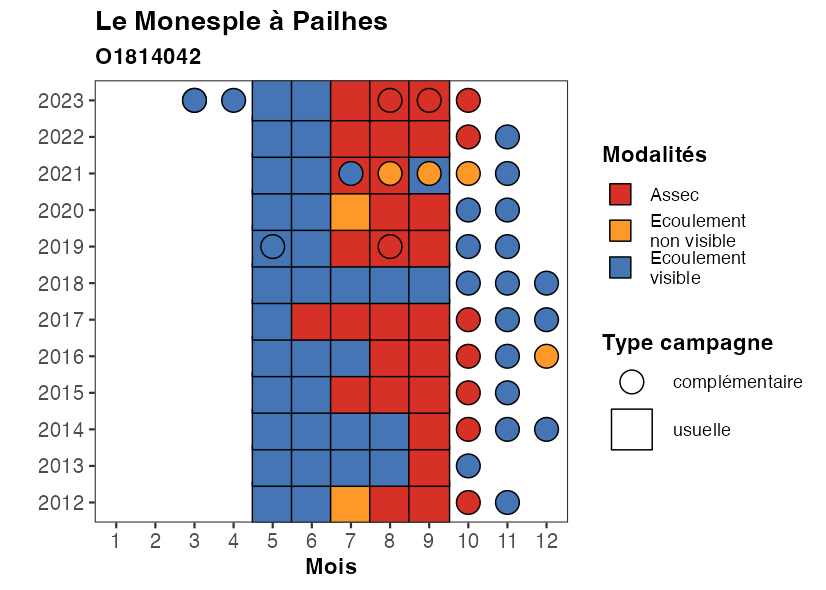 Le Monesple à Pailhes
O1814042
2023
2022
2021
2020
2019
2018
2017
2016
2015
2014
2013
2012
1 2 3 4 5 6 7 8 9 10 11 12
Mois
Modalités
Assec
Ecoulement
non visible
Ecoulement
visible
Type campagne
complémentaire
usuelle